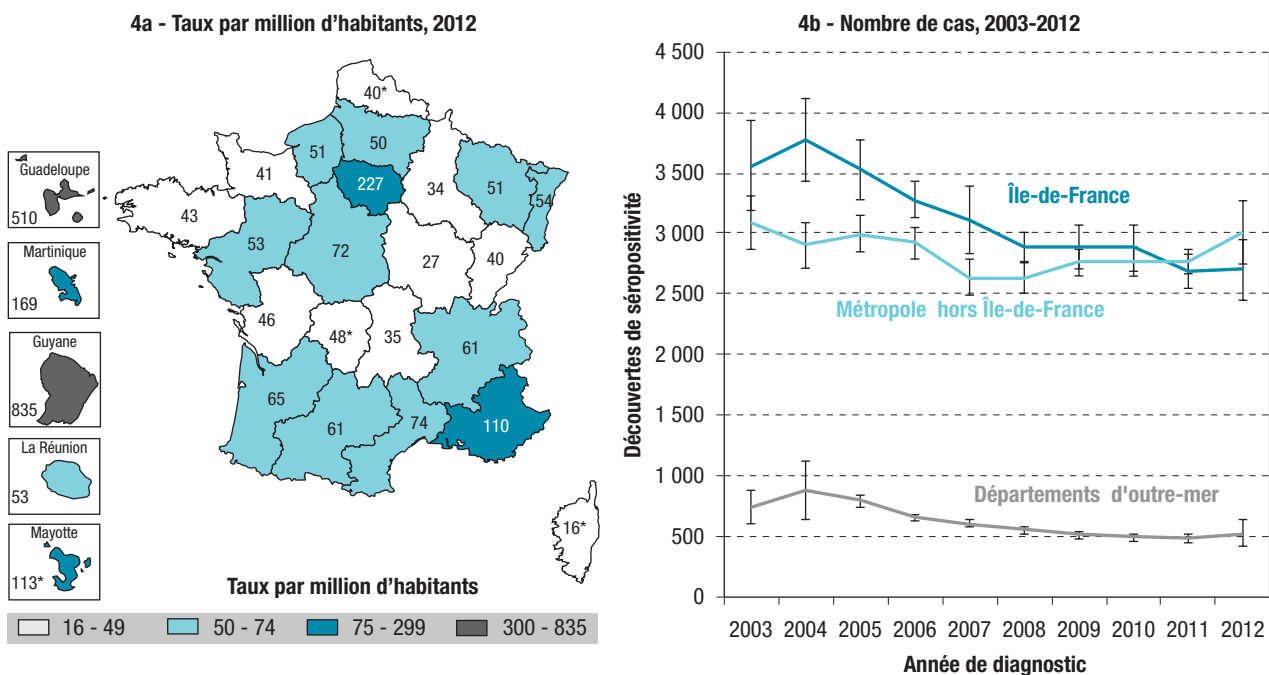 4a - Taux par million d’habitants, 2012
40*
50
51
41
227
34
51
54
43
53
72
27
40
46
48*
35
61
65
61
74
110
16*
Guadeloupe
510
Martinique
169
Guyane
835
La Réunion
53
Mayotte
113*
Taux par million d’habitants
16 - 49
50 - 74
75 - 299
300 - 835
4b - Nombre de cas, 2003-2012
Découvertes de séropositivité
4 500
4 000
3 500
3 000
2 500
2 000
1 500
1 000
500
0
Île-de-France
Métropole hors Île-de-France
Départements d'outre-mer
2003 2004 2005 2006 2007 2008 2009 2010 2011 2012
Année de diagnostic